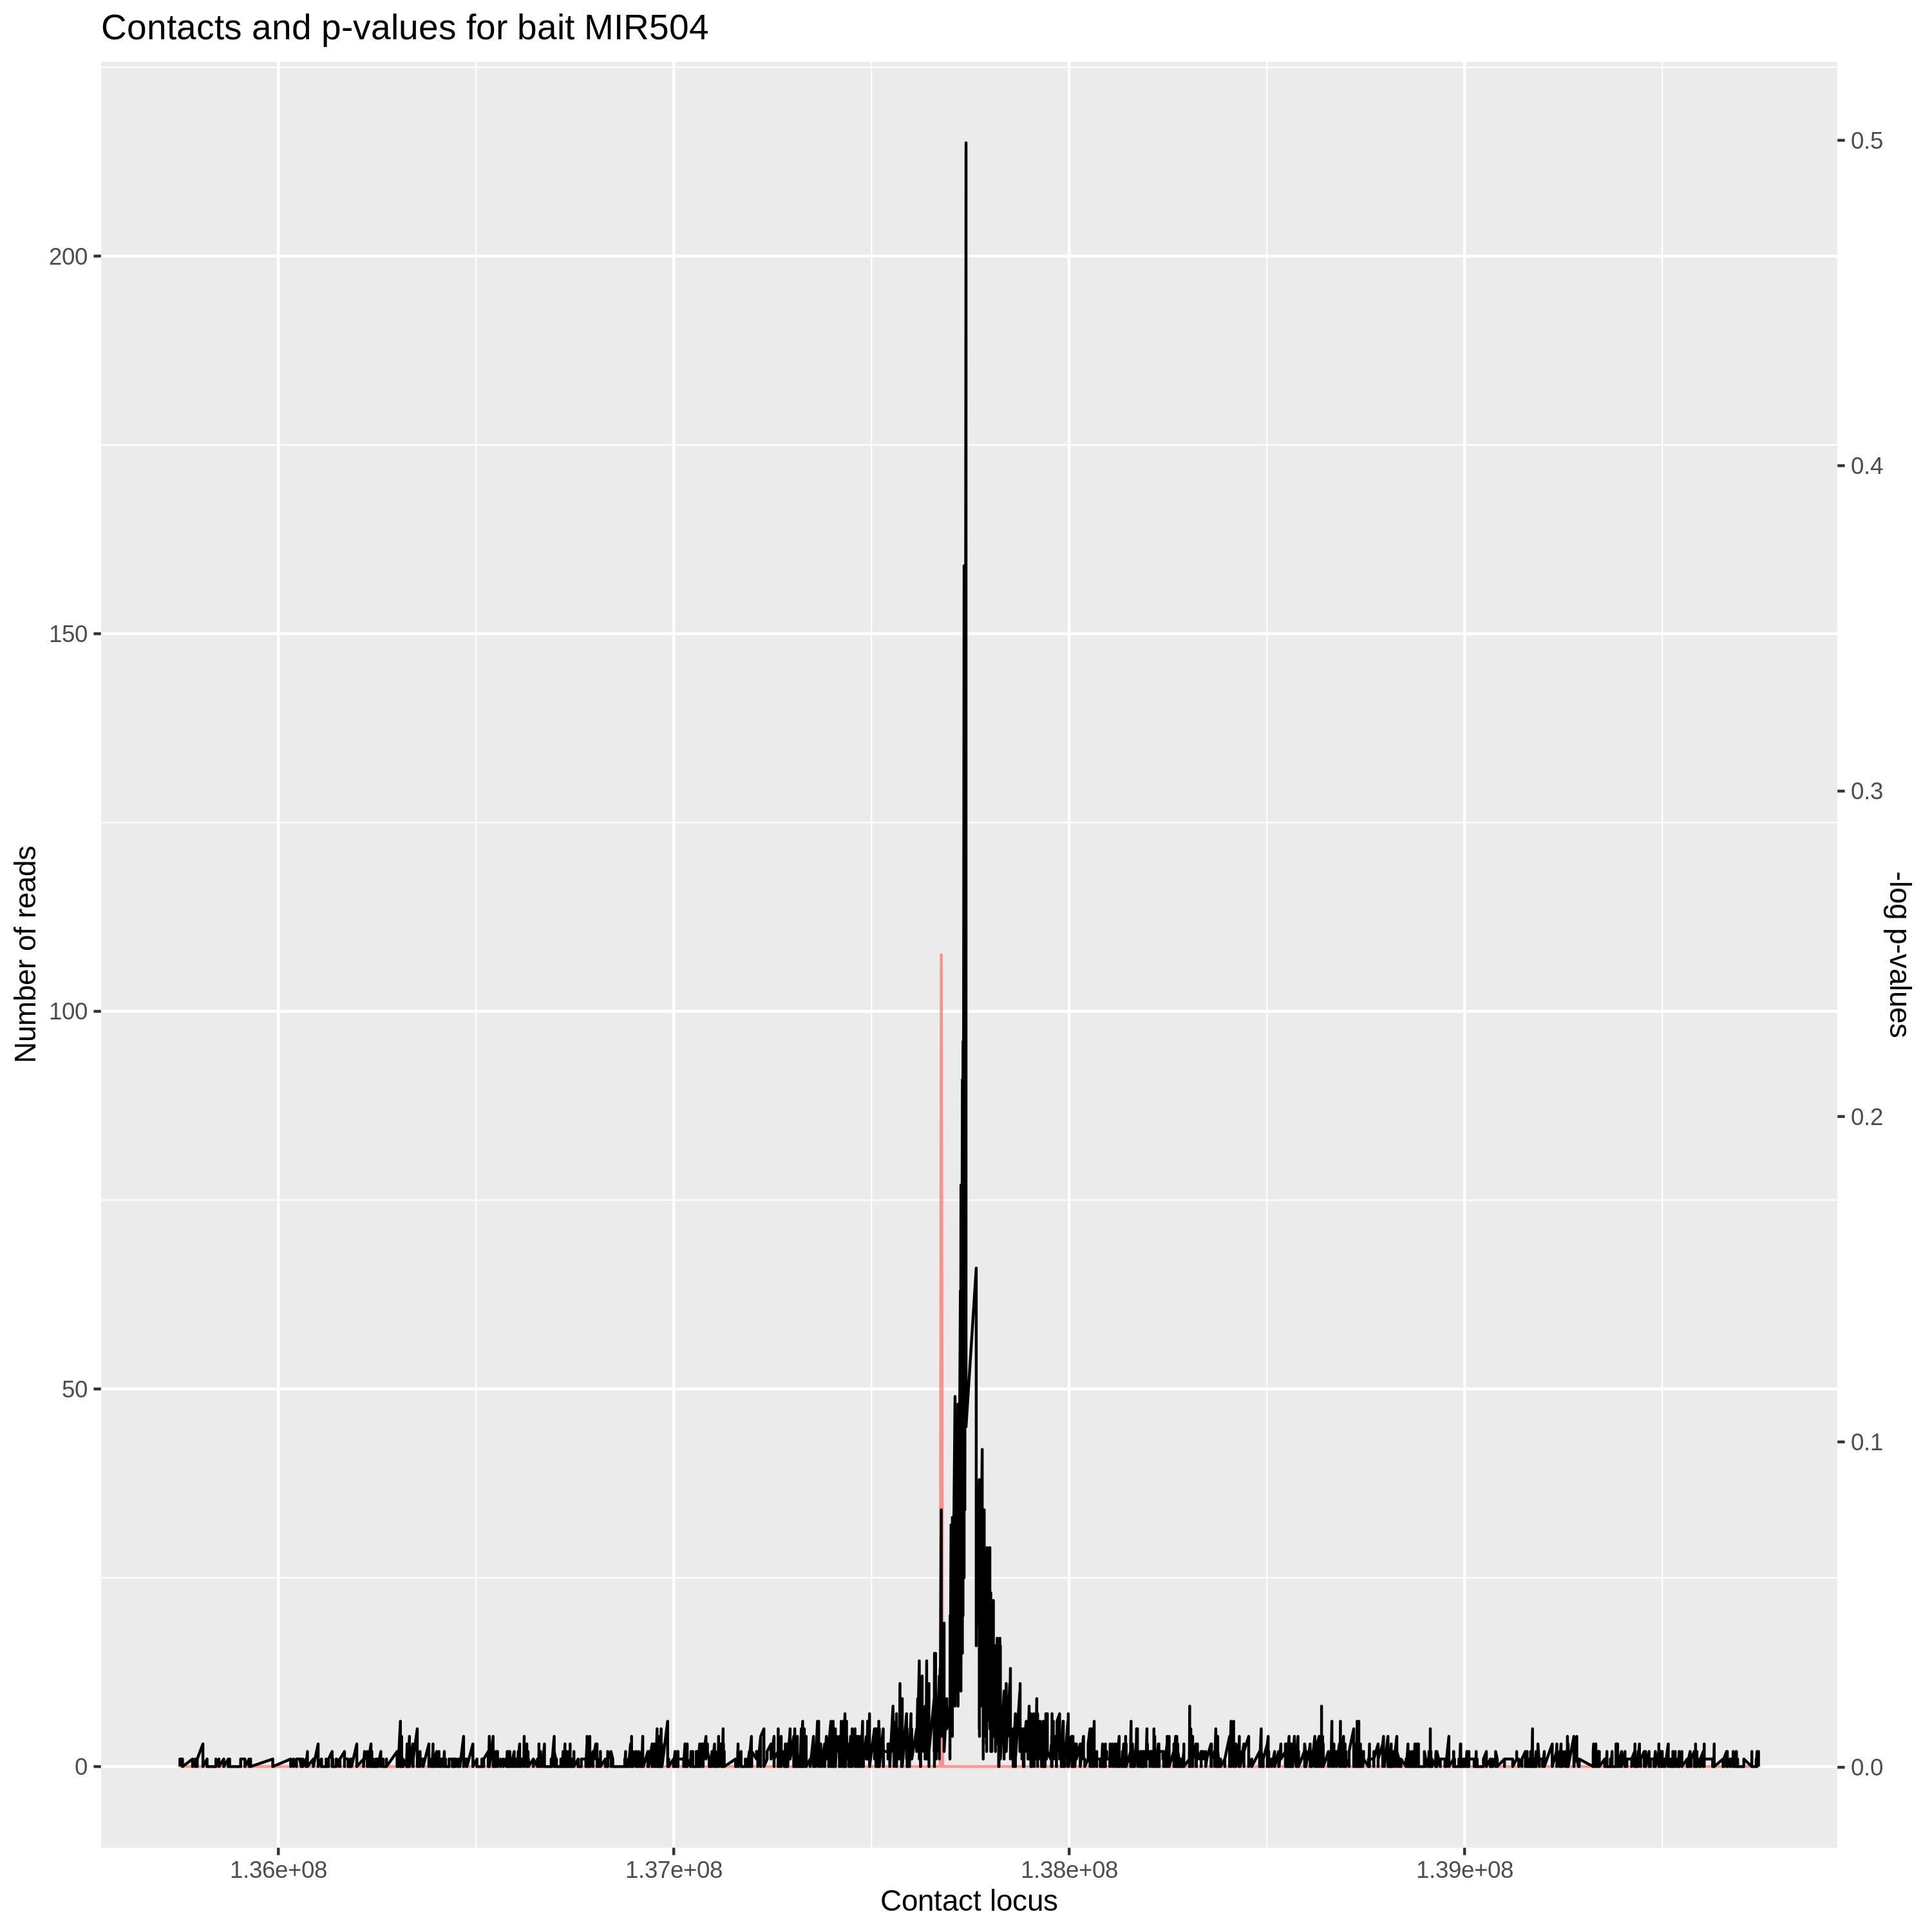 Contacts and p-values for bait MIR504
200
150
100
50
0
Number of reads
0.5
0.4
0.3
0.2
0.1
0.0
-log p-values
1.36e+08
1.37e+08
1.38e+08
1.39e+08
Contact locus